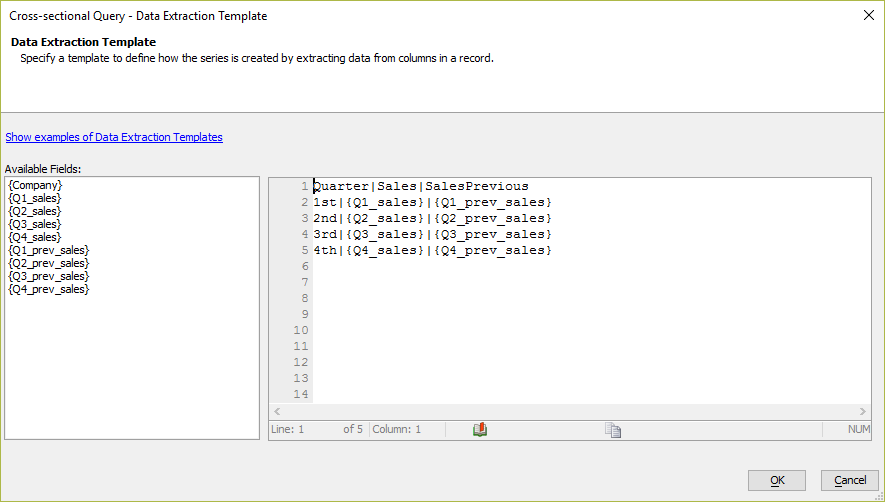 Cross-sectional Query - Data Extraction Template
Data Extraction Template
Specify a template to define how the series is created by extracting data from columns in a record.
Show examples of Data Extraction Templates
Available Fields:
{Company}
{Q1_sales}
{Q2_sales}
{Q3_sales}
{Q4_sales}
{Q1_prev_sales}
{Q2_prev_sales}
{Q3_prev_sales}
{Q4_prev_sales}
1 Quarter|Sales|SalesPrevious
2 1st|{Q1_sales}|{Q1_prev_sales}
3 2nd|{Q2_sales}|{Q2_prev_sales}
4 3rd|{Q3_sales}|{Q3_prev_sales}
5 4th|{Q4_sales}|{Q4_prev_sales}
6
7
8
9
10
11
12
13
14
Line: 1 of 5 Column: 1 NUM
OK Cancel